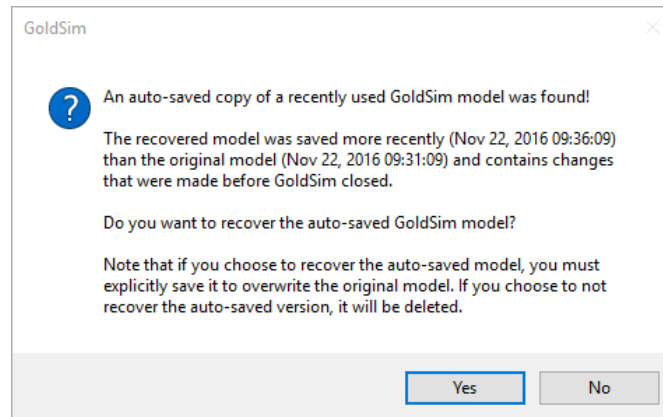 GoldSim
An auto-saved copy of a recently used GoldSim model was found!
The recovered model was saved more recently (Nov 22, 2016 09:36:09)
than the original model (Nov 22, 2016 09:31:09) and contains changes
that were made before GoldSim closed.
Do you want to recover the auto-saved GoldSim model?
Note that if you choose to recover the auto-saved model, you must
explicitly save it to overwrite the original model. If you choose to not
recover the auto-saved version, it will be deleted.
Yes
No